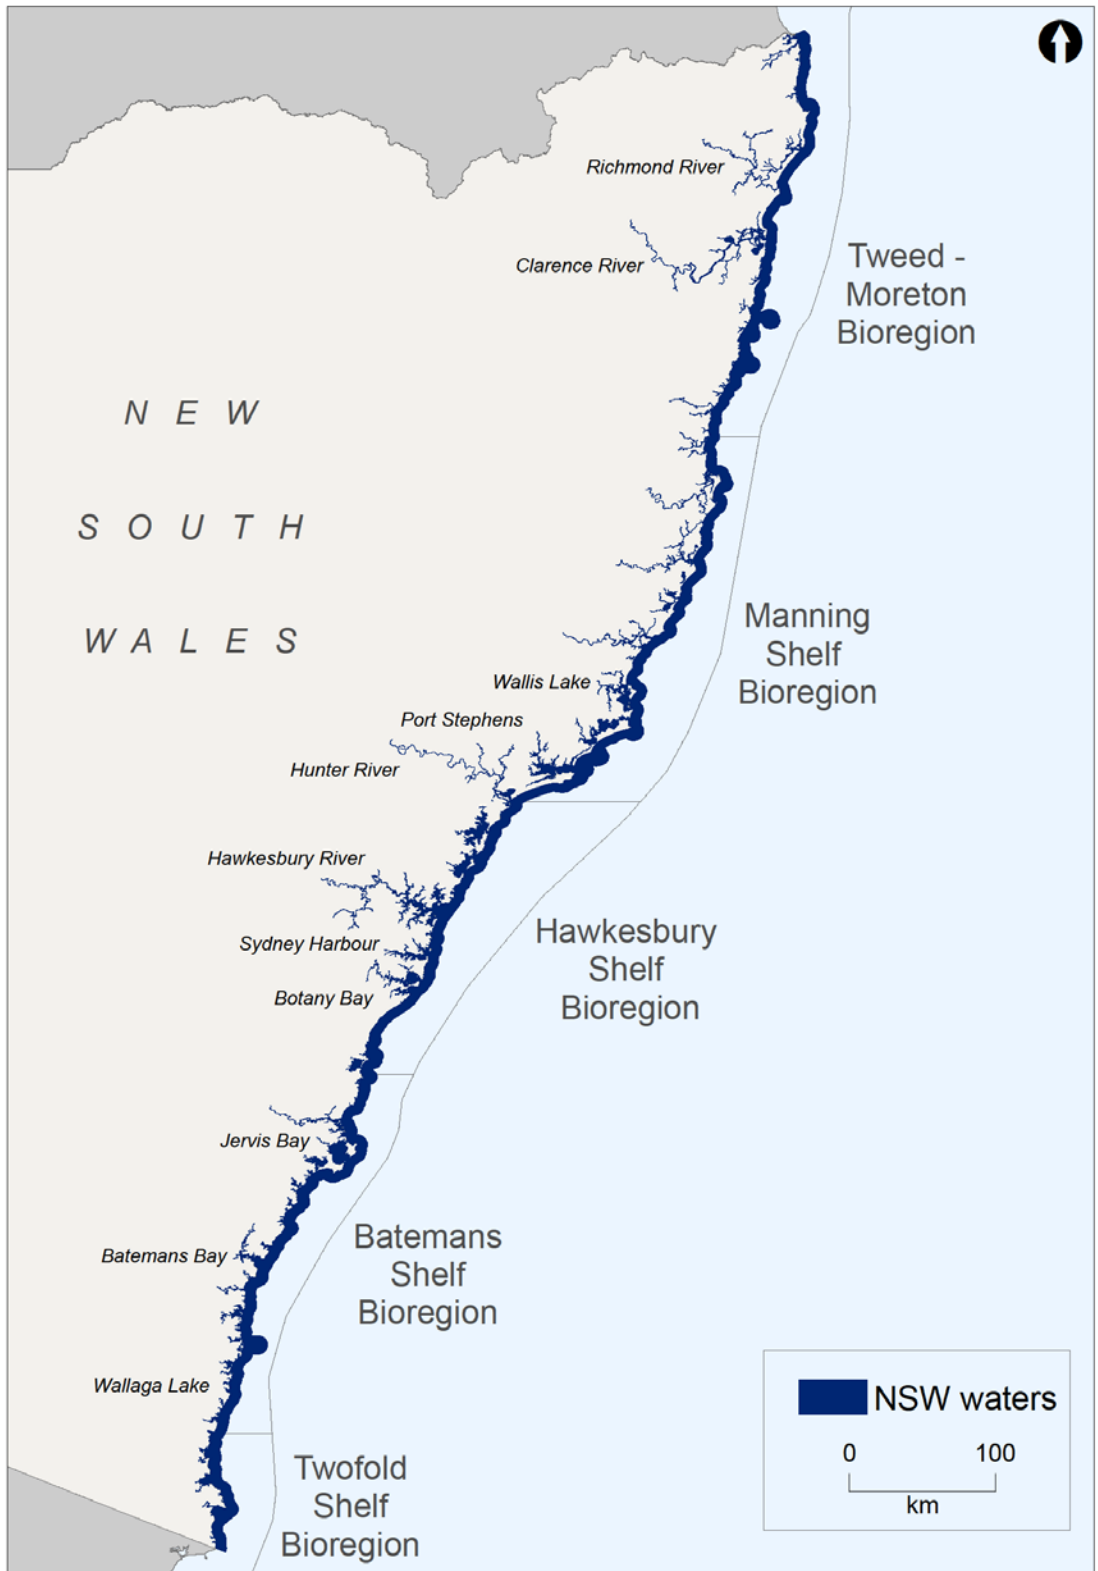 Richmond River
Clarence River
Tweed -
Moreton
Bioregion
N E W
S O U T H
W A L E S
Manning
Shelf
Bioregion
Wallis Lake
Port Stephens
Hunter River
Hawkesbury River
Sydney Harbour
Botany Bay
Hawkesbury
Shelf
Bioregion
Jervis Bay
Batemans Bay
Batemans
Shelf
Bioregion
Wallaga Lake
Twofold
Shelf
Bioregion
NSW waters
0 100
km